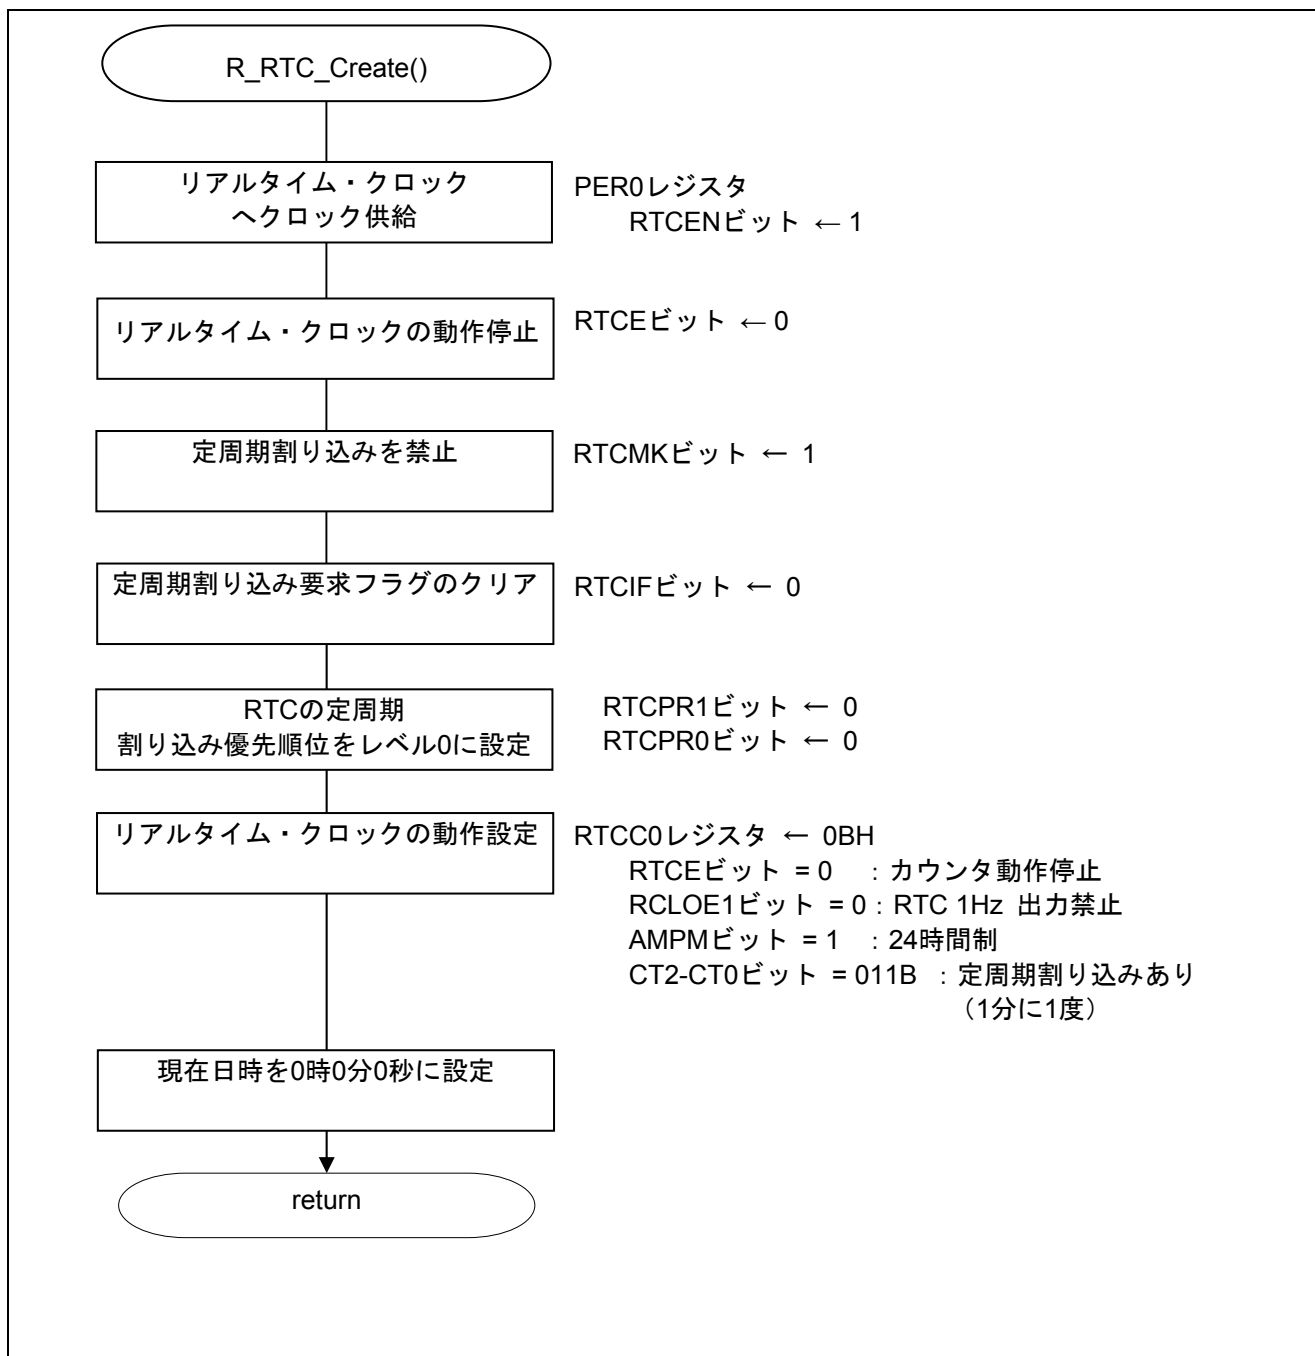 R_RTC_Create()
リアルタイム・クロック
へクロック供給
PER0レジスタ
RTCENビット ← 1
リアルタイム・クロックの動作停止
RTCEビット ← 0
定周期割り込みを禁止
RTCMKビット ← 1
定周期割り込み要求フラグのクリア
RTCIFビット ← 0
RTCの定周期
割り込み優先順位をレベル0に設定
RTCPR1ビット ← 0
RTCPR0ビット ← 0
リアルタイム・クロックの動作設定
RTCC0レジスタ ← 0BH
RTCEビット = 0 : カウンタ動作停止
RCLOE1ビット = 0 : RTC 1Hz 出力禁止
AMPMビット = 1 : 24時間制
CT2-CT0ビット = 011B : 定周期割り込みあり
（1分に1度）
現在日時を0時0分0秒に設定
return